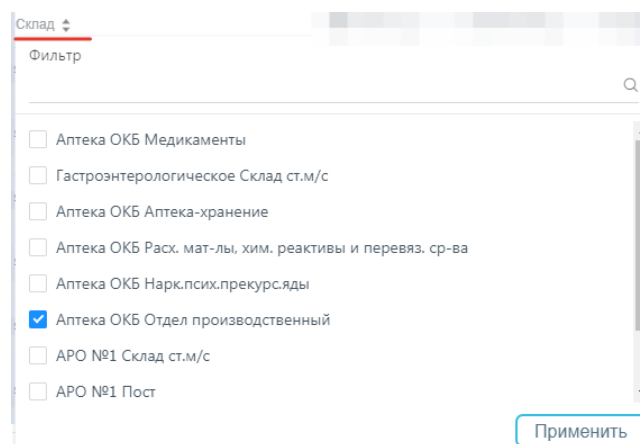 Склад
Фильтр
Аптека ОКБ Медикаменты
Гастроэнтерологическое Склад ст.м/с
Аптека ОКБ Аптека-хранение
Аптека ОКБ Расх. мат-лы, хим. реактивы и перевяз. ср-ва
Аптека ОКБ Нарк.псих.прекурс.яды
Аптека ОКБ Отдел производственный
АРО №1 Склад ст.м/с
АРО №1 Пост
Применить